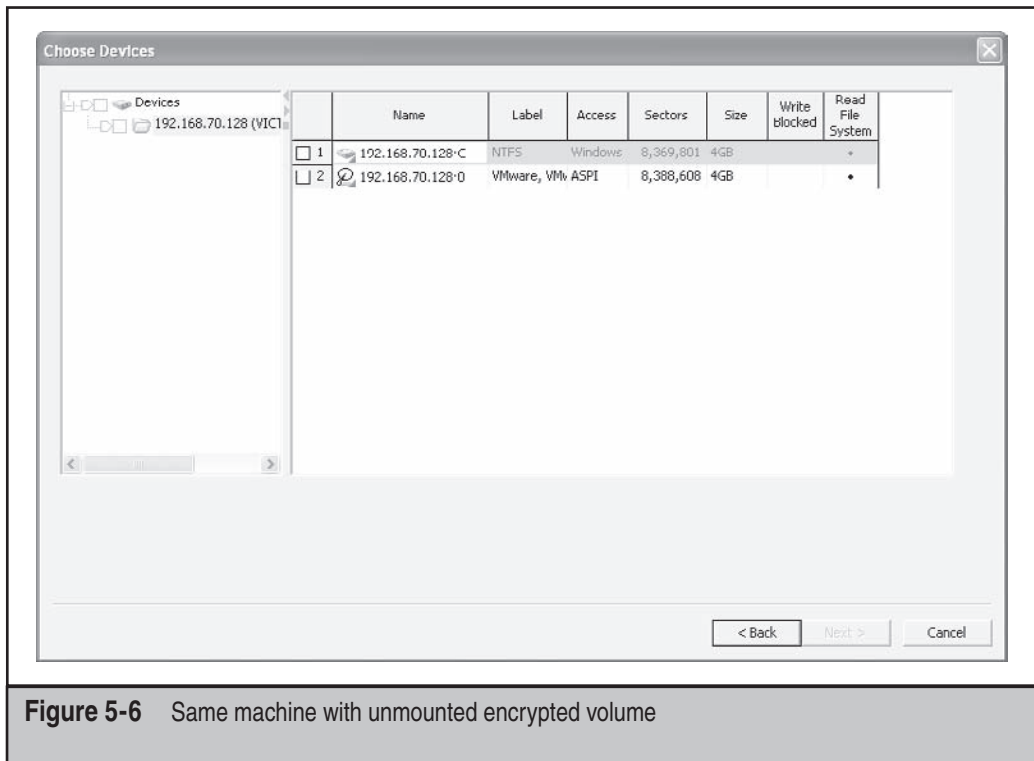 Choose Devices
Devices
192.168.70.128 (VICT
Name Label Access Sectors Size Write Blocked Read File System
1 192.168.70.128·C NTFS Windows 8,369,801 4GB •
2 192.168.70.128·0 VMware, VMw ASPI 8,388,608 4GB •
< Back Next > Cancel
Figure 5-6 Same machine with unmounted encrypted volume